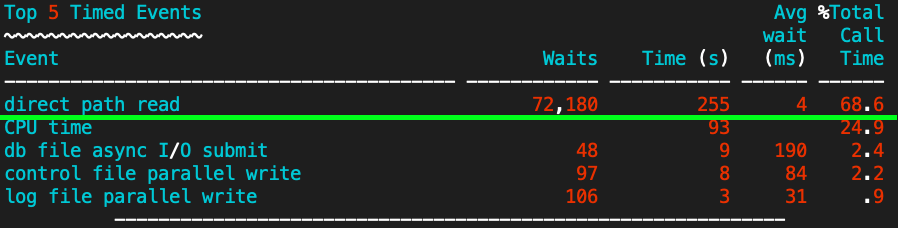 Top 5 Timed Events                                                    Avg %Total
~~~~~~~~~~~~~~~~~~                                                   wait   Call
Event                                            Waits    Time (s)   (ms)   Time
----------------------------------------- ------------ ----------- ------ ------
direct path read                                72,180         255      4   68.6
CPU time                                                        93          24.9
db file async I/O submit                            48           9    190    2.4
control file parallel write                         97           8     84    2.2
log file parallel write                            106           3     31     .9
          -------------------------------------------------------------